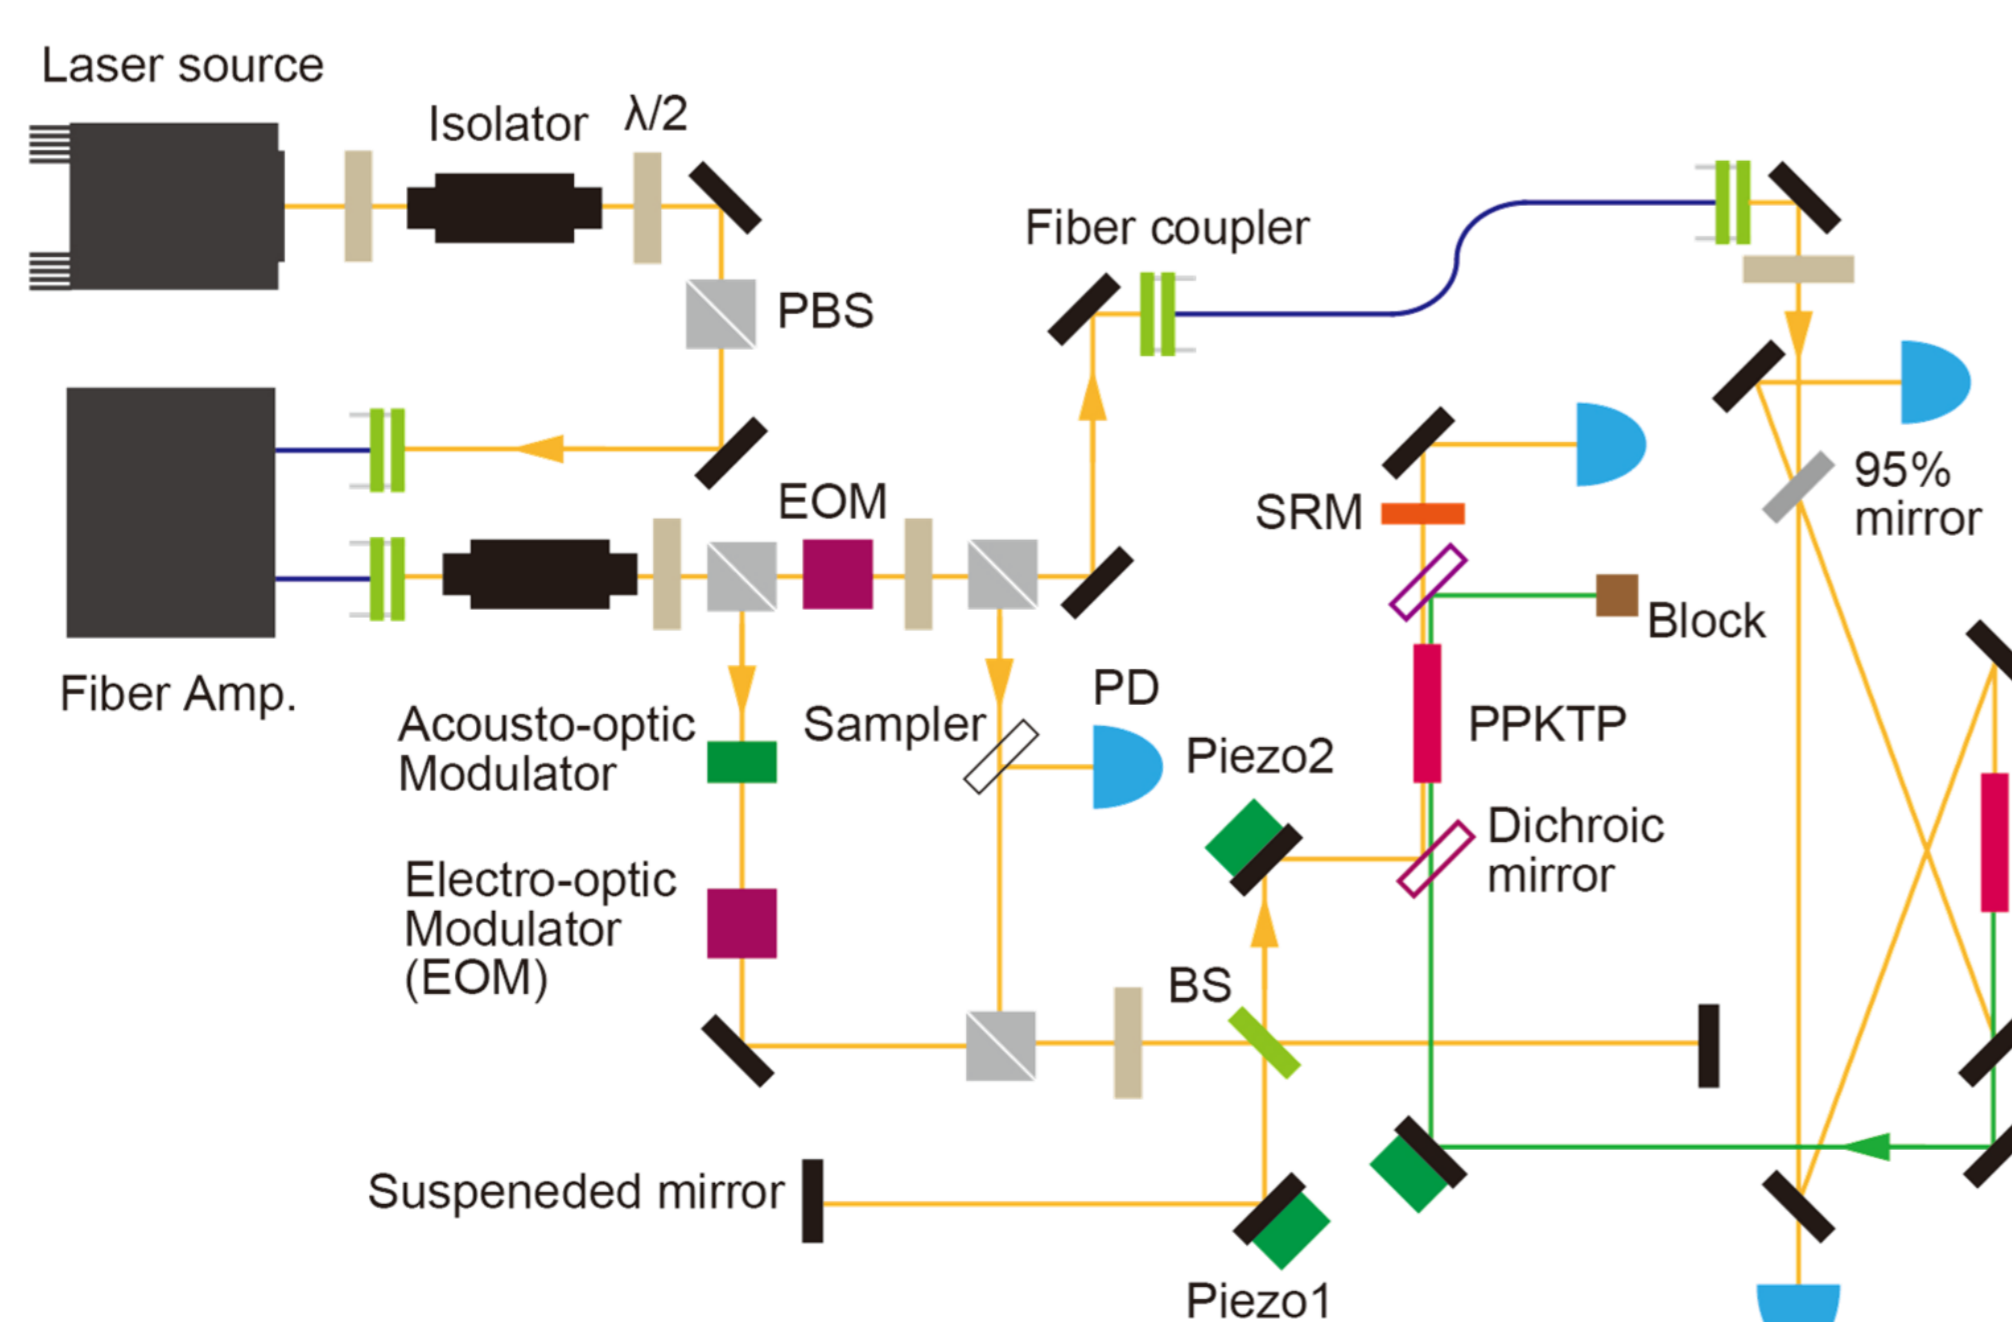 Laser source
Isolator
λ/2
PBS
Fiber coupler
95%
mirror
EOM
SRM
Block
Fiber Amp.
Acousto-optic
Modulator
Sampler
PD
Piezo2
PPKTP
Dichroic
mirror
Electro-optic
Modulator
(EOM)
BS
Suspeneded mirror
Piezo1